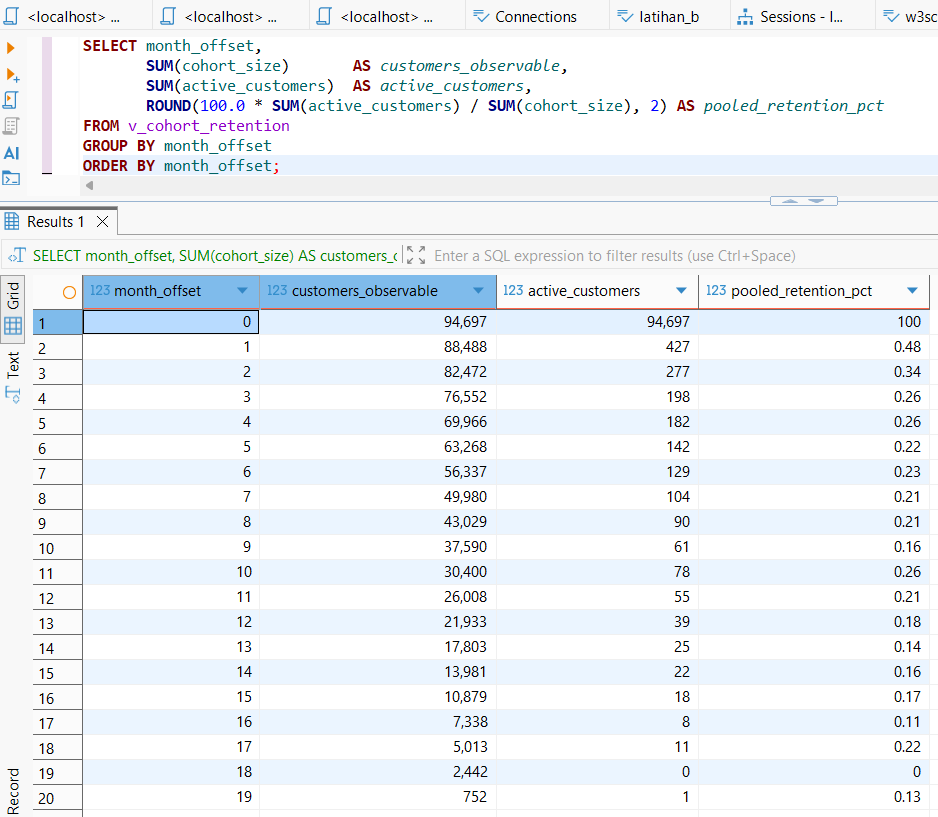 <localhost> ... <localhost> ... <localhost> ... Connections latihan_b Sessions - l... w3sc
SELECT month_offset,
SUM(cohort_size) AS customers_observable,
SUM(active_customers) AS active_customers,
ROUND(100.0 * SUM(active_customers) / SUM(cohort_size), 2) AS pooled_retention_pct
FROM v_cohort_retention
GROUP BY month_offset
ORDER BY month_offset;
AI
Results 1
SELECT month_offset, SUM(cohort_size) AS customers_c Enter a SQL expression to filter results (use Ctrl+Space)
Grid
Text
Record
123 month_offset 123 customers_observable 123 active_customers 123 pooled_retention_pct
1 0 94,697 94,697 100
2 1 88,488 427 0.48
3 2 82,472 277 0.34
4 3 76,552 198 0.26
5 4 69,966 182 0.26
6 5 63,268 142 0.22
7 6 56,337 129 0.23
8 7 49,980 104 0.21
9 8 43,029 90 0.21
10 9 37,590 61 0.16
11 10 30,400 78 0.26
12 11 26,008 55 0.21
13 12 21,933 39 0.18
14 13 17,803 25 0.14
15 14 13,981 22 0.16
16 15 10,879 18 0.17
17 16 7,338 8 0.11
18 17 5,013 11 0.22
19 18 2,442 0 0
20 19 752 1 0.13